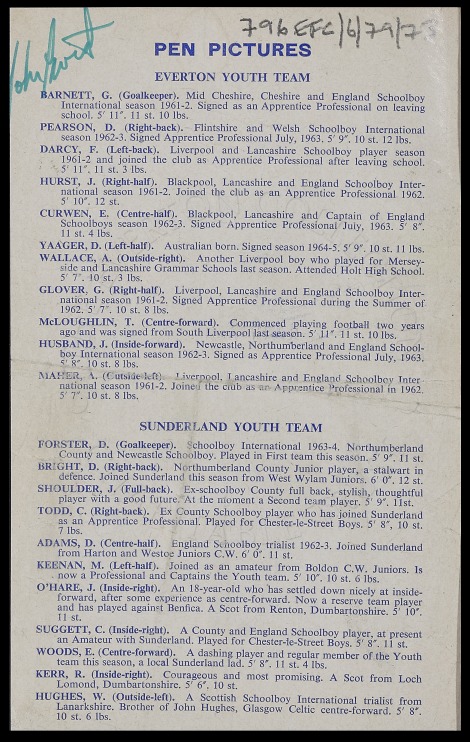 796 EFC/6/79/73
PEN PICTURES
EVERTON YOUTH TEAM
BARNETT, G. (Goalkeeper). Mid Cheshire, Cheshire and England Schoolboy
International season 1961-2. Signed as an Apprentice Professional on leaving
school. 5' 11". 11 st. 10 lbs.
PEARSON, D. (Right-back). Flintshire and Welsh Schoolboy International
season 1962-3. Signed Apprentice Professional July, 1963. 5' 9". 10 st. 12 lbs.
DARCY, F. (Left-back). Liverpool and Lancashire Schoolboy player season
1961-2 and joined the club as Apprentice Professional after leaving school.
5' 11". 11 st. 3 lbs.
HURST, J. (Right-half). Blackpool, Lancashire and England Schoolboy Inter-
national season 1961-2. Joined the club as an Apprentice Professional 1962.
5' 10". 12 st.
CURWEN, E. (Centre-half). Blackpool, Lancashire and Captain of England
Schoolboys season 1962-3. Signed Apprentice Professional July, 1963. 5' 8".
11 st. 4 lbs.
YAAGER, D. (Left-half). Australian born. Signed season 1964-5. 5' 9". 10 st. 11 lbs.
WALLACE, A. (Outside-right). Another Liverpool boy who played for Mersey-
side and Lancashire Grammar Schools last season. Attended Holt High School.
5' 7". 10 st. 3 lbs.
GLOVER, G. (Right-half). Liverpool, Lancashire and England Schoolboy Inter-
national season 1961-2. Signed Apprentice Professional during the Summer of
1962. 5' 7". 10 st. 8 lbs.
McLOUGHLIN, T. (Centre-forward). Commenced playing football two years
ago and was signed from South Liverpool last season. 5' 11". 11 st. 10 lbs.
HUSBAND, J. (Inside-forward). Newcastle, Northumberland and England School-
boy International season 1962-3. Signed as Apprentice Professional July, 1963.
5' 8". 10 st. 8 lbs.
MAHER, A. (Outside-left). Liverpool, Lancashire and England Schoolboy Inter-
national season 1961-2. Joined the club as an Apprentice Professional in 1962.
5' 7". 10 st. 8 lbs.
SUNDERLAND YOUTH TEAM
FORSTER, D. (Goalkeeper). Schoolboy International 1963-4. Northumberland
County and Newcastle Schoolboy. Played in First team this season. 5' 9". 11 st.
BRIGHT, D. (Right-back). Northumberland County Junior player, a stalwart in
defence. Joined Sunderland this season from West Wylam Juniors. 6' 0". 12 st.
SHOULDER, J. (Full-back). Ex-schoolboy County full back, stylish, thoughtful
player with a good future. At the moment a Second team player. 5' 9". 11st.
TODD, C. (Right-back). Ex County Schoolboy player who has joined Sunderland
as an Apprentice Professional. Played for Chester-le-Street Boys. 5' 8", 10 st.
7 lbs.
ADAMS, D. (Centre-half). England Schoolboy trialist 1962-3. Joined Sunderland
from Harton and Westoe Juniors C.W. 6' 0". 11 st.
KEENAN, M. (Left-half). Joined as an amateur from Boldon C.W. Juniors. Is
now a Professional and Captains the Youth team. 5' 10". 10 st. 6 lbs.
O'HARE, J. (Inside-right). An 18-year-old who has settled down nicely at inside-
forward, after some experience as centre-forward. Now a reserve team player
and has played against Benfica. A Scot from Renton, Dumbartonshire. 5' 10".
11 st.
SUGGETT, C. (Inside-right). A County and England Schoolboy player, at present
an Amateur with Sunderland. Played for Chester-le-Street Boys. 5' 8". 11 st.
WOODS, E. (Centre-forward). A dashing player and regular member of the Youth
team this season, a local Sunderland lad. 5' 8". 11 st. 4 lbs.
KERR, R. (Inside-right). Courageous and most promising. A Scot from Loch
Lomond, Dumbartonshire. 5' 6". 10 st.
HUGHES, W. (Outside-left). A Scottish Schoolboy International trialist from
Lanarkshire. Brother of John Hughes, Glasgow Celtic centre-forward. 5' 8".
10 st. 6 lbs.